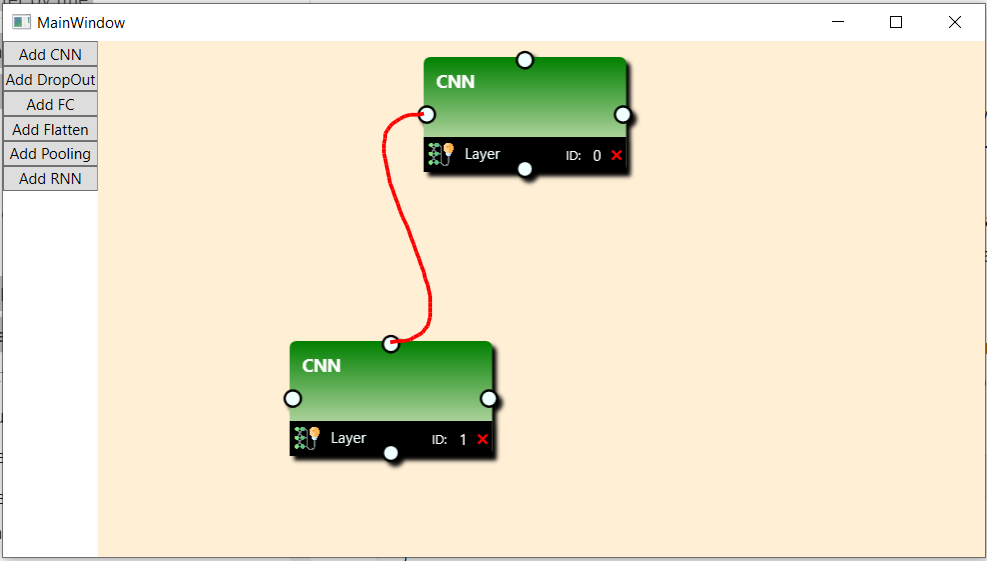 MainWindow
Add CNN
Add DropOut
Add FC
Add Flatten
Add Pooling
Add RNN
CNN
Layer ID: 0
CNN
Layer ID: 1